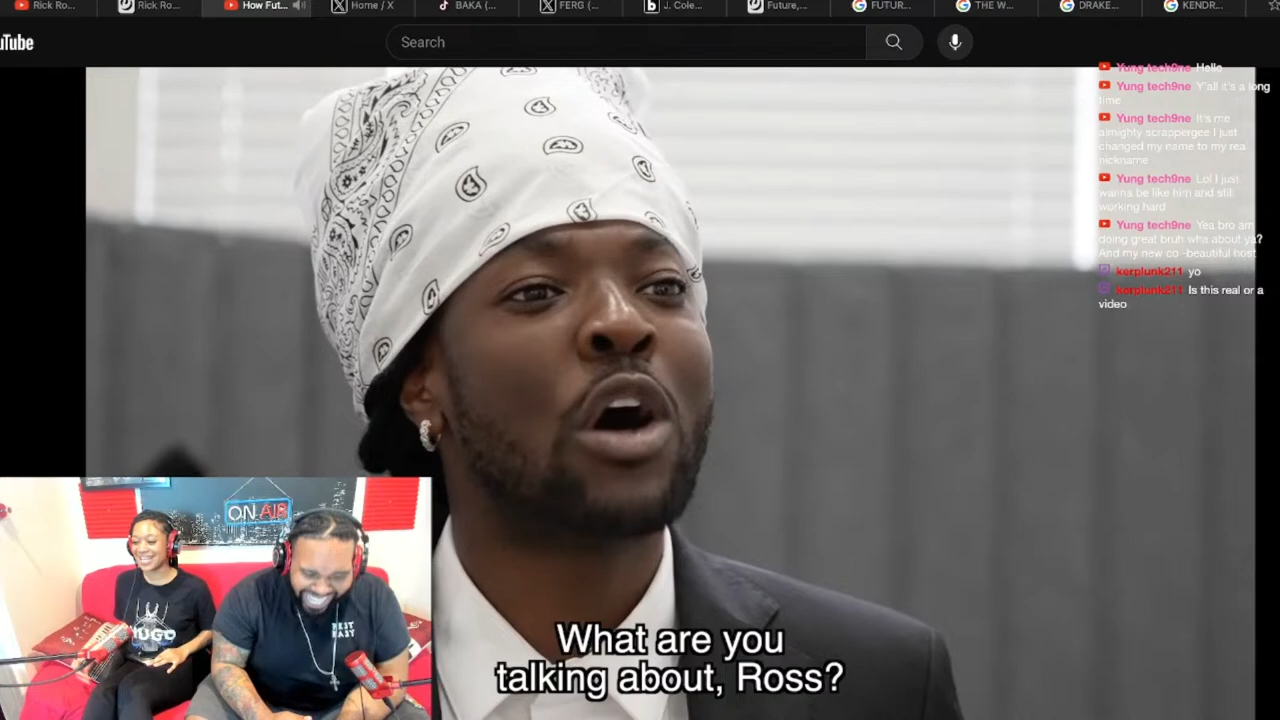 Rick Ro...
Rick Ro...
How Fut...
Home / X
BAKA (...
FERG (...
J. Cole...
Future,...
FUTUR...
THE W...
DRAKE...
KENDR...
uTube
Search
Yung tech9ne Hello
Yung tech9ne Y'all it's a long
time
Yung tech9ne It's me
almighty scrappergee I just
changed my name to my rea
nickname
Yung tech9ne Lol I just
wanna be like him and still
working hard
Yung tech9ne Yea bro am
doing great bruh wha about ya?
And my new co -beautiful host
kerplunk211 yo
kerplunk211 Is this real or a
video
ON AIR
HUGO
What are you
talking about, Ross?